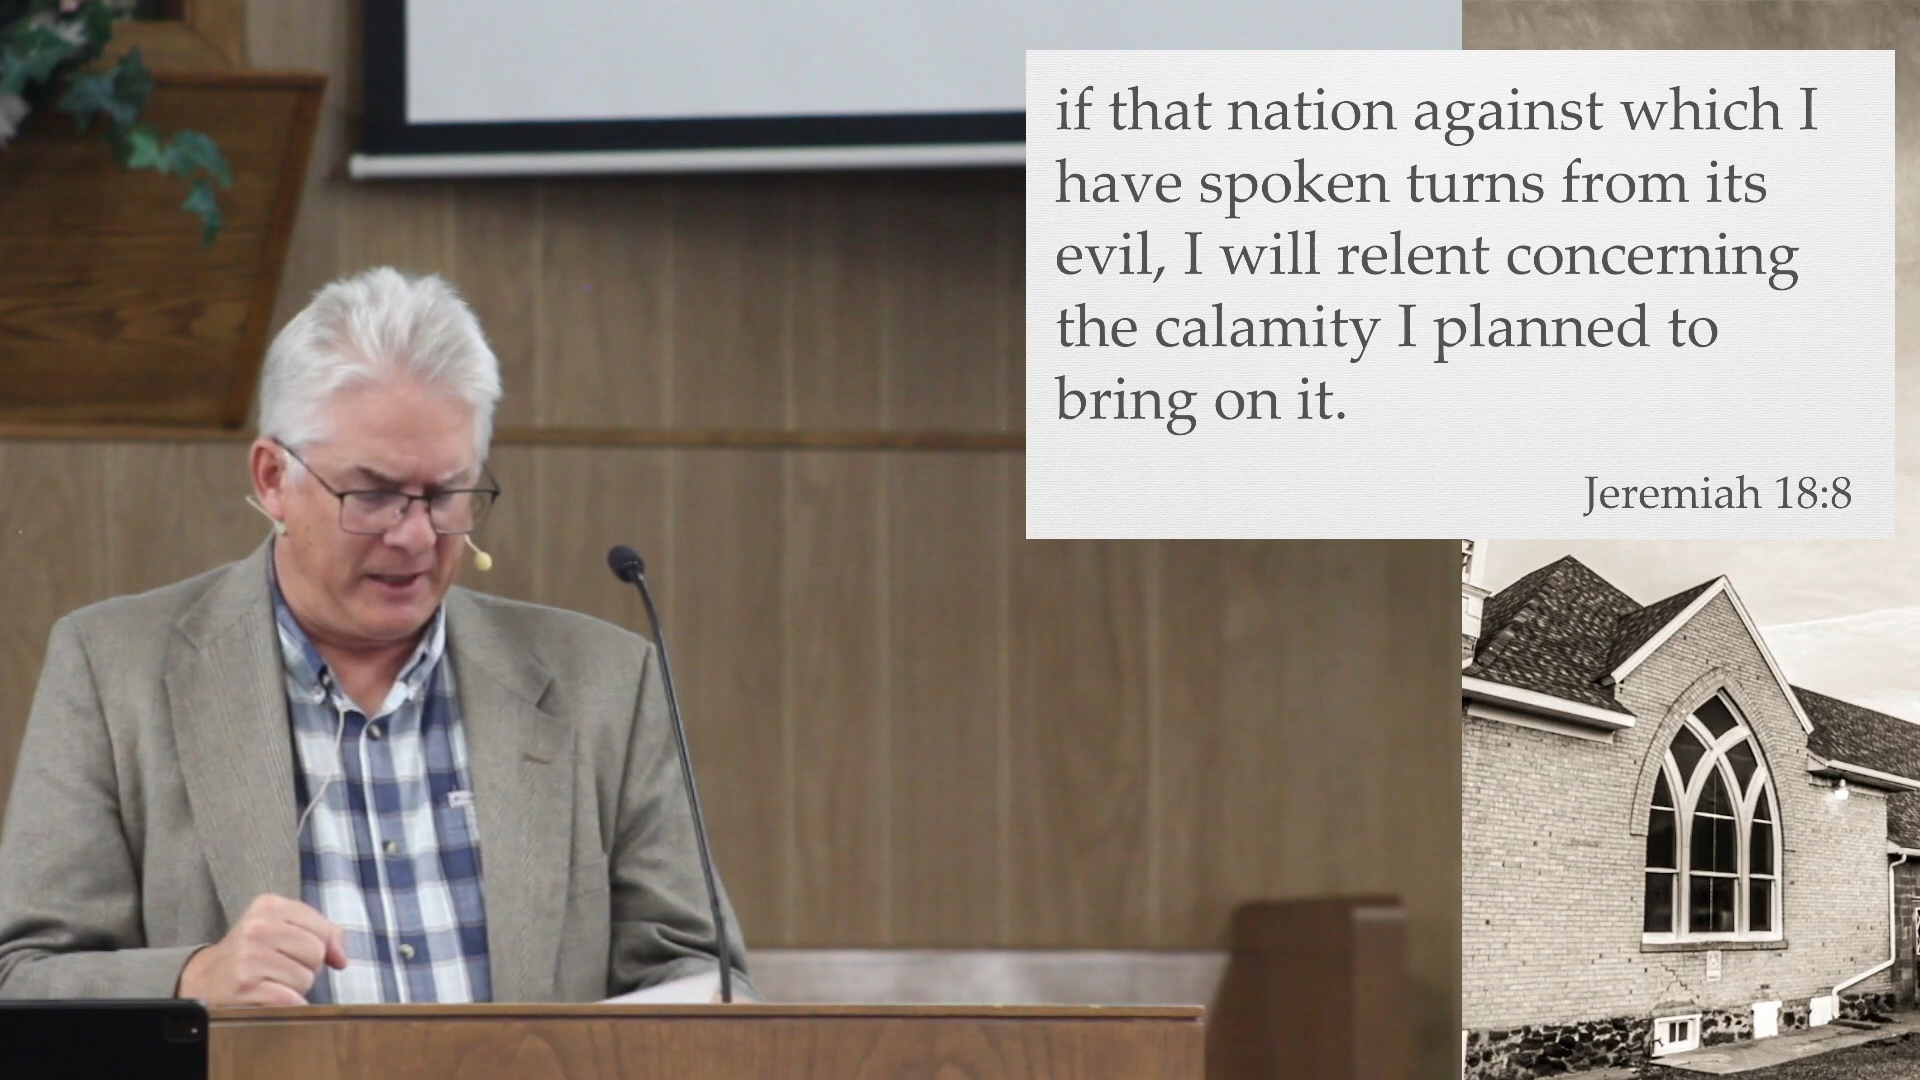 if that nation against which I
have spoken turns from its
evil, I will relent concerning
the calamity I planned to
bring on it.
Jeremiah 18:8